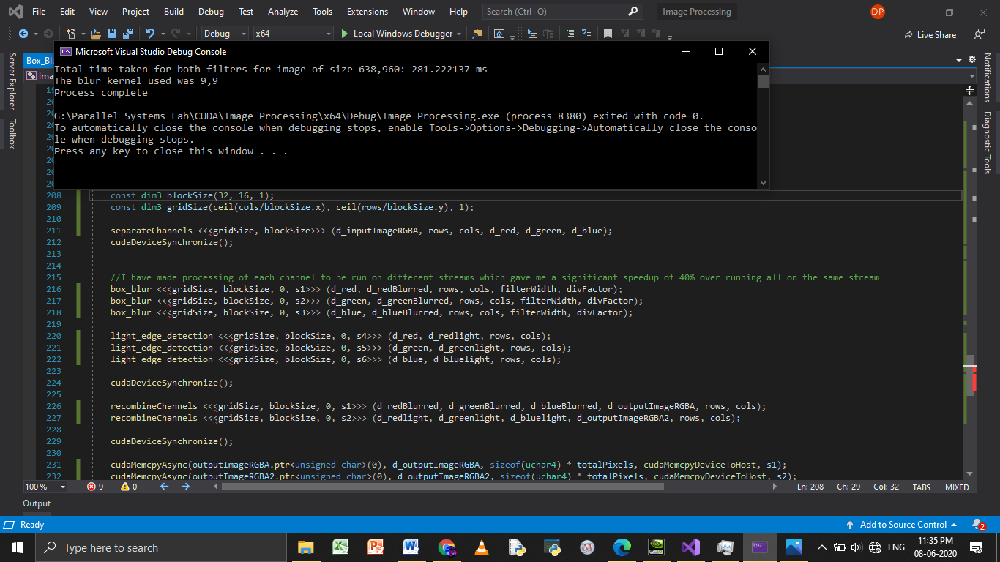 File Edit View Project Build Debug Test Analyze Tools Extensions Window Help Search (Ctrl+Q) Image Processing DP
Debug x64 Local Windows Debugger Live Share
Server Explorer
Toolbox
Notifications
Diagnostic Tools
Microsoft Visual Studio Debug Console
Total time taken for both filters for image of size 638,960: 281.222137 ms
The blur kernel used was 9,9
Process complete
G:\Parallel Systems Lab\CUDA\Image Processing\x64\Debug\Image Processing.exe (process 8380) exited with code 0.
To automatically close the console when debugging stops, enable Tools->Options->Debugging->Automatically close the conso
le when debugging stops.
Press any key to close this window . . .
208 const dim3 blockSize(32, 16, 1);
209 const dim3 gridSize(ceil(cols/blockSize.x), ceil(rows/blockSize.y), 1);
210
211 separateChannels <<<gridSize, blockSize>>> (d_inputImageRGBA, rows, cols, d_red, d_green, d_blue);
212 cudaDeviceSynchronize();
213
214
215 //I have made processing of each channel to be run on different streams which gave me a significant speedup of 40% over running all on the same stream
216 box_blur <<<gridSize, blockSize, 0, s1>>> (d_red, d_redBlurred, rows, cols, filterWidth, divFactor);
217 box_blur <<<gridSize, blockSize, 0, s2>>> (d_green, d_greenBlurred, rows, cols, filterWidth, divFactor);
218 box_blur <<<gridSize, blockSize, 0, s3>>> (d_blue, d_blueBlurred, rows, cols, filterWidth, divFactor);
219
220 light_edge_detection <<<gridSize, blockSize, 0, s4>>> (d_red, d_redlight, rows, cols);
221 light_edge_detection <<<gridSize, blockSize, 0, s5>>> (d_green, d_greenlight, rows, cols);
222 light_edge_detection <<<gridSize, blockSize, 0, s6>>> (d_blue, d_bluelight, rows, cols);
223
224 cudaDeviceSynchronize();
225
226 recombineChannels <<<gridSize, blockSize, 0, s1>>> (d_redBlurred, d_greenBlurred, d_blueBlurred, d_outputImageRGBA, rows, cols);
227 recombineChannels <<<gridSize, blockSize, 0, s2>>> (d_redlight, d_greenlight, d_bluelight, d_outputImageRGBA2, rows, cols);
228
229 cudaDeviceSynchronize();
230
231 cudaMemcpyAsync(outputImageRGBA.ptr<unsigned char>(0), d_outputImageRGBA, sizeof(uchar4) * totalPixels, cudaMemcpyDeviceToHost, s1);
232 cudaMemcpyAsync(outputImageRGBA2.ptr<unsigned char>(0), d_outputImageRGBA2, sizeof(uchar4) * totalPixels, cudaMemcpyDeviceToHost, s2);
100 % 9 0 Ln: 208 Ch: 29 Col: 32 TABS MIXED
Output
Ready Add to Source Control 2
Type here to search ENG 11:35 PM
08-06-2020